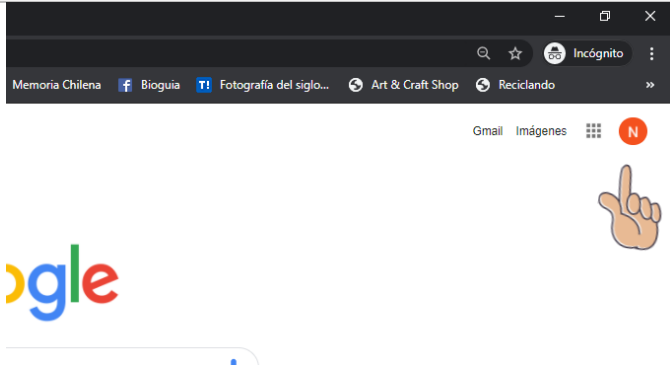 Incógnito
Memoria Chilena f Bioguia T! Fotografía del siglo... Art & Craft Shop Reciclando »
Gmail Imágenes N
ogle